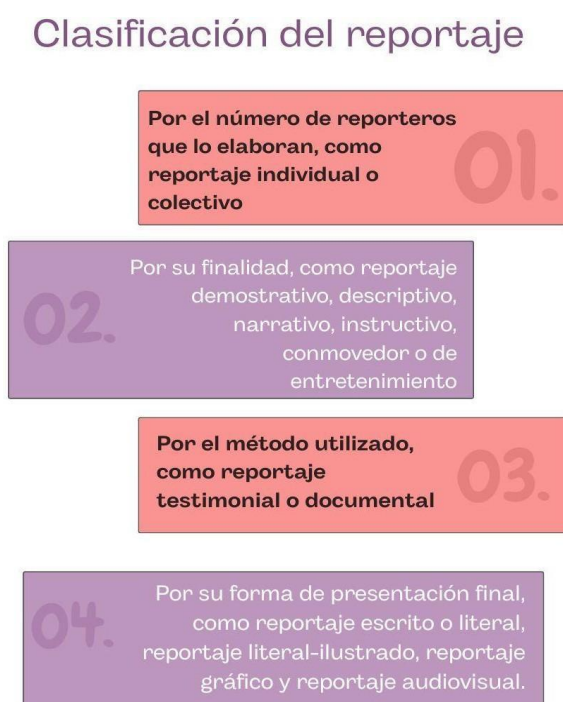 Clasificación del reportaje
Por el número de reporteros
que lo elaboran, como
reportaje individual o
colectivo
01.
Por su finalidad, como reportaje
demostrativo, descriptivo,
narrativo, instructivo,
conmovedor o de
entretenimiento
02.
Por el método utilizado,
como reportaje
testimonial o documental
03.
Por su forma de presentación final,
como reportaje escrito o literal,
reportaje literal-ilustrado, reportaje
gráfico y reportaje audiovisual.
04.